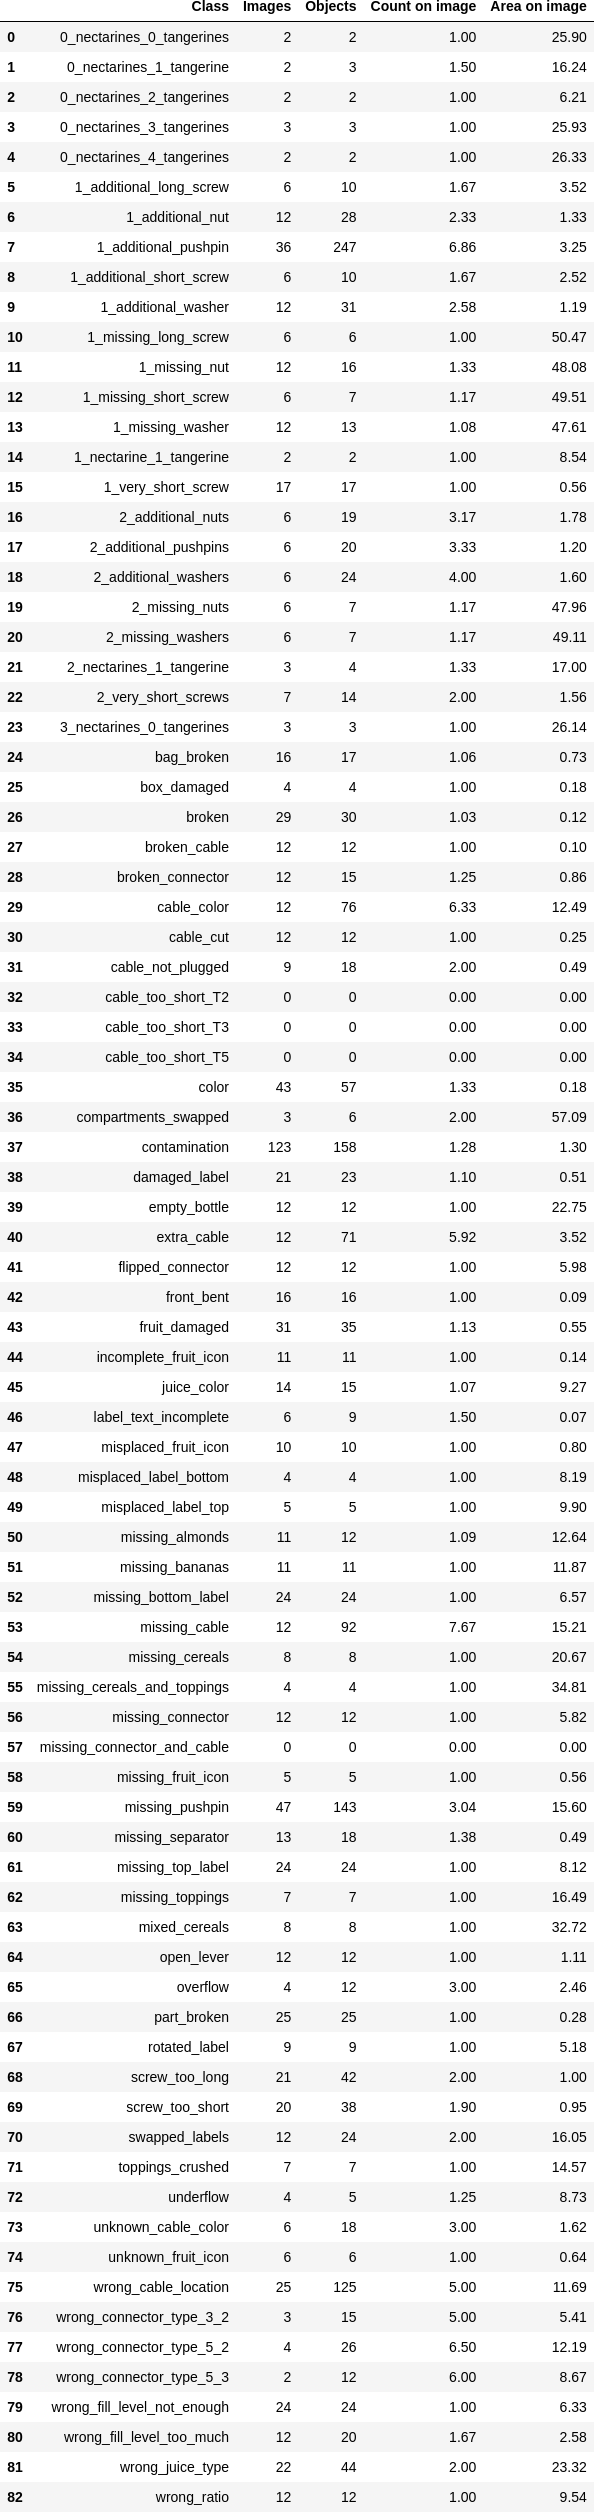 Class Images Objects Count on image Area on image
0 0_nectarines_0_tangerines 2 2 1.00 25.90
1 0_nectarines_1_tangerine 2 3 1.50 16.24
2 0_nectarines_2_tangerines 2 2 1.00 6.21
3 0_nectarines_3_tangerines 3 3 1.00 25.93
4 0_nectarines_4_tangerines 2 2 1.00 26.33
5 1_additional_long_screw 6 10 1.67 3.52
6 1_additional_nut 12 28 2.33 1.33
7 1_additional_pushpin 36 247 6.86 3.25
8 1_additional_short_screw 6 10 1.67 2.52
9 1_additional_washer 12 31 2.58 1.19
10 1_missing_long_screw 6 6 1.00 50.47
11 1_missing_nut 12 16 1.33 48.08
12 1_missing_short_screw 6 7 1.17 49.51
13 1_missing_washer 12 13 1.08 47.61
14 1_nectarine_1_tangerine 2 2 1.00 8.54
15 1_very_short_screw 17 17 1.00 0.56
16 2_additional_nuts 6 19 3.17 1.78
17 2_additional_pushpins 6 20 3.33 1.20
18 2_additional_washers 6 24 4.00 1.60
19 2_missing_nuts 6 7 1.17 47.96
20 2_missing_washers 6 7 1.17 49.11
21 2_nectarines_1_tangerine 3 4 1.33 17.00
22 2_very_short_screws 7 14 2.00 1.56
23 3_nectarines_0_tangerines 3 3 1.00 26.14
24 bag_broken 16 17 1.06 0.73
25 box_damaged 4 4 1.00 0.18
26 broken 29 30 1.03 0.12
27 broken_cable 12 12 1.00 0.10
28 broken_connector 12 15 1.25 0.86
29 cable_color 12 76 6.33 12.49
30 cable_cut 12 12 1.00 0.25
31 cable_not_plugged 9 18 2.00 0.49
32 cable_too_short_T2 0 0 0.00 0.00
33 cable_too_short_T3 0 0 0.00 0.00
34 cable_too_short_T5 0 0 0.00 0.00
35 color 43 57 1.33 0.18
36 compartments_swapped 3 6 2.00 57.09
37 contamination 123 158 1.28 1.30
38 damaged_label 21 23 1.10 0.51
39 empty_bottle 12 12 1.00 22.75
40 extra_cable 12 71 5.92 3.52
41 flipped_connector 12 12 1.00 5.98
42 front_bent 16 16 1.00 0.09
43 fruit_damaged 31 35 1.13 0.55
44 incomplete_fruit_icon 11 11 1.00 0.14
45 juice_color 14 15 1.07 9.27
46 label_text_incomplete 6 9 1.50 0.07
47 misplaced_fruit_icon 10 10 1.00 0.80
48 misplaced_label_bottom 4 4 1.00 8.19
49 misplaced_label_top 5 5 1.00 9.90
50 missing_almonds 11 12 1.09 12.64
51 missing_bananas 11 11 1.00 11.87
52 missing_bottom_label 24 24 1.00 6.57
53 missing_cable 12 92 7.67 15.21
54 missing_cereals 8 8 1.00 20.67
55 missing_cereals_and_toppings 4 4 1.00 34.81
56 missing_connector 12 12 1.00 5.82
57 missing_connector_and_cable 0 0 0.00 0.00
58 missing_fruit_icon 5 5 1.00 0.56
59 missing_pushpin 47 143 3.04 15.60
60 missing_separator 13 18 1.38 0.49
61 missing_top_label 24 24 1.00 8.12
62 missing_toppings 7 7 1.00 16.49
63 mixed_cereals 8 8 1.00 32.72
64 open_lever 12 12 1.00 1.11
65 overflow 4 12 3.00 2.46
66 part_broken 25 25 1.00 0.28
67 rotated_label 9 9 1.00 5.18
68 screw_too_long 21 42 2.00 1.00
69 screw_too_short 20 38 1.90 0.95
70 swapped_labels 12 24 2.00 16.05
71 toppings_crushed 7 7 1.00 14.57
72 underflow 4 5 1.25 8.73
73 unknown_cable_color 6 18 3.00 1.62
74 unknown_fruit_icon 6 6 1.00 0.64
75 wrong_cable_location 25 125 5.00 11.69
76 wrong_connector_type_3_2 3 15 5.00 5.41
77 wrong_connector_type_5_2 4 26 6.50 12.19
78 wrong_connector_type_5_3 2 12 6.00 8.67
79 wrong_fill_level_not_enough 24 24 1.00 6.33
80 wrong_fill_level_too_much 12 20 1.67 2.58
81 wrong_juice_type 22 44 2.00 23.32
82 wrong_ratio 12 12 1.00 9.54